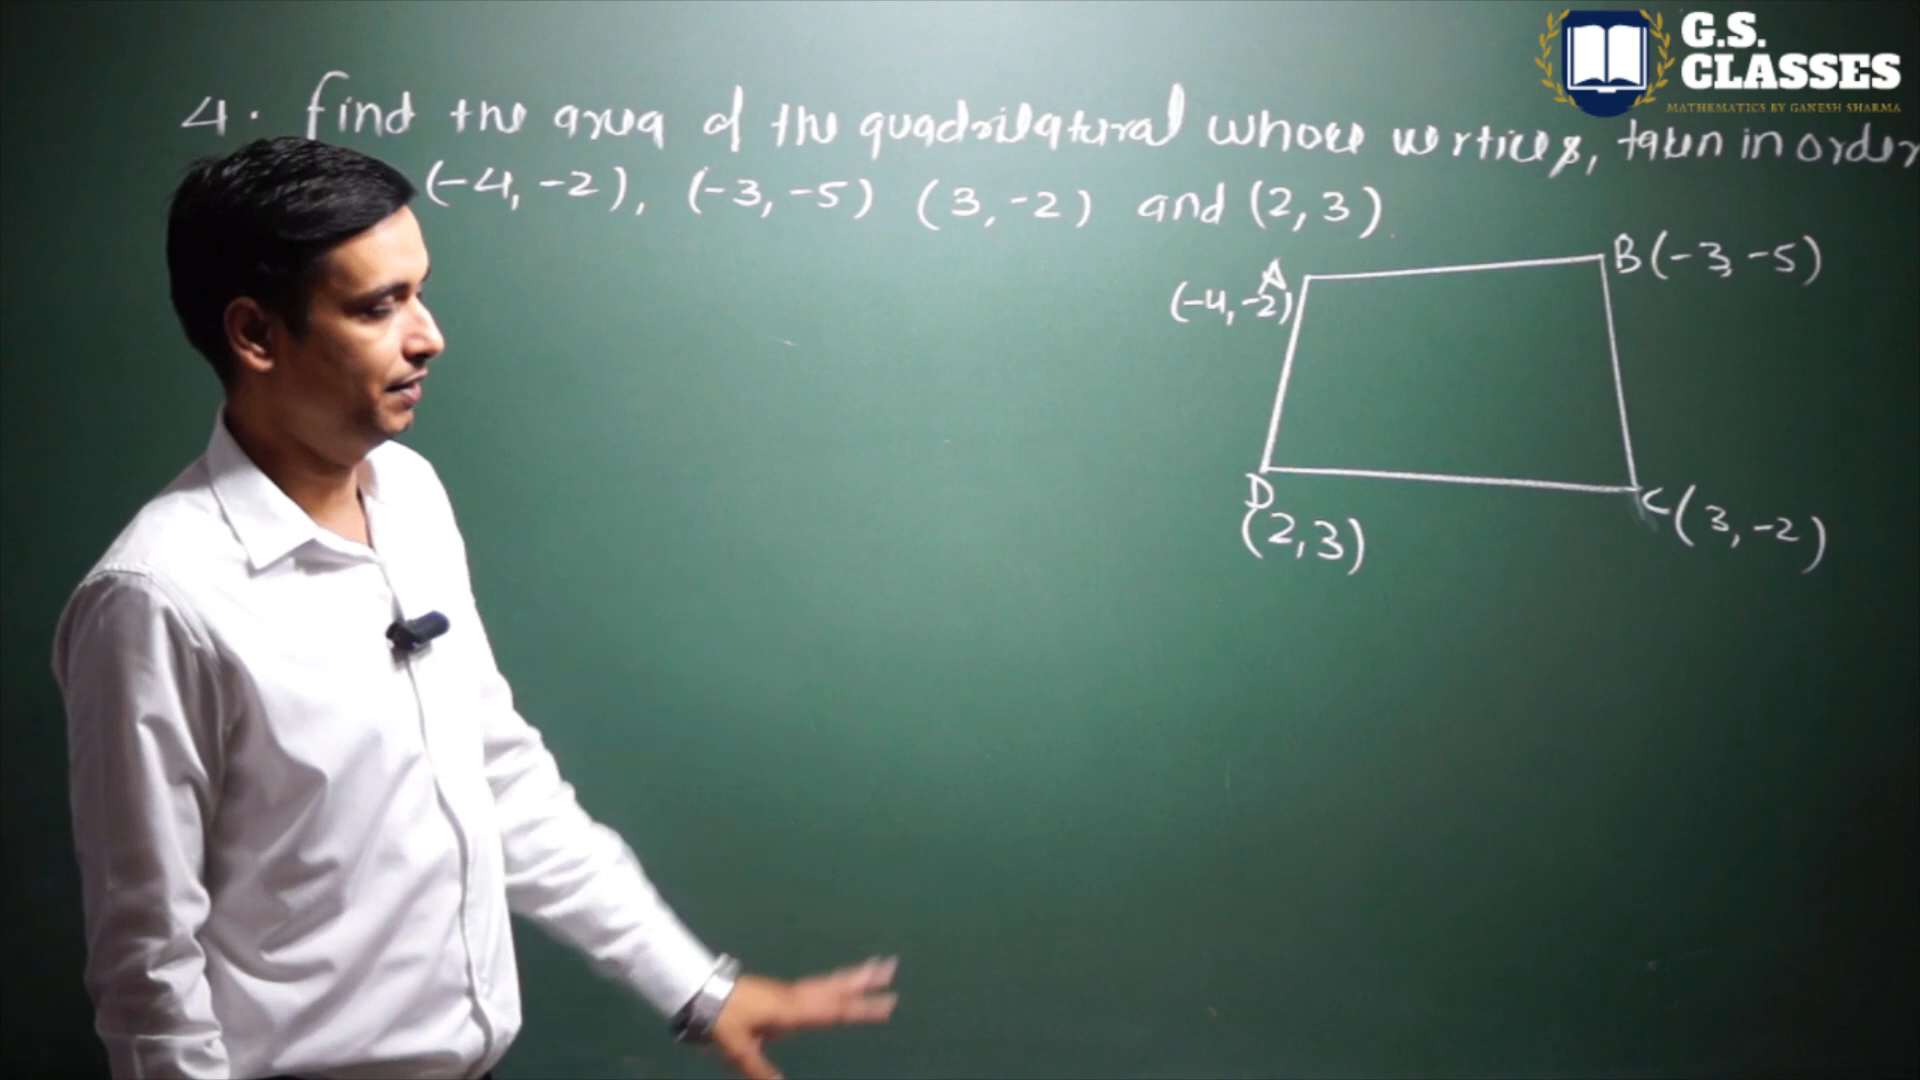 G.S.
CLASSES
MATHEMATICS BY GANESH SHARMA
4. find the area of the quadrilateral whose vertices, taken in order
(-4, -2), (-3, -5) (3, -2) and (2, 3).
A
(-4, -2)
B(-3, -5)
D
(2, 3)
C(3, -2)